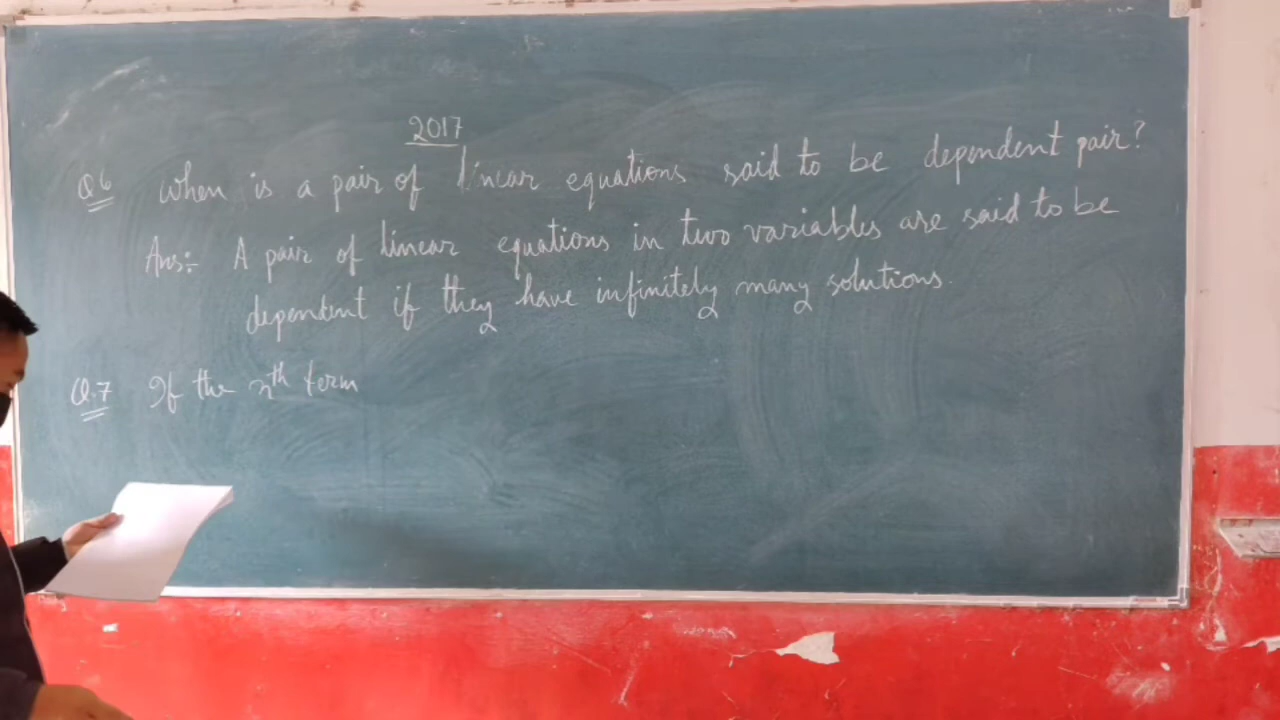 2017
Q6 When is a pair of linear equations said to be dependent pair?
Ans:- A pair of linear equations in two variables are said to be
dependent if they have infinitely many solutions.
Q.7 If the nth term